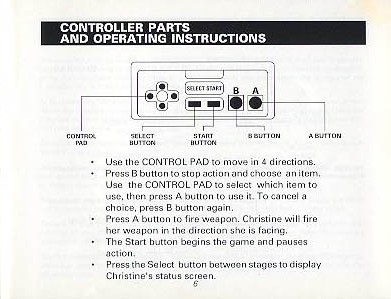 CONTROLLER PARTS
AND OPERATING INSTRUCTIONS
SELECT START
B A
CONTROL PAD
SELECT BUTTON
START BUTTON
B BUTTON
A BUTTON
• Use the CONTROL PAD to move in 4 directions.
• Press B button to stop action and choose an item.
Use the CONTROL PAD to select which item to
use, then press A button to use it. To cancel a
choice, press B button again.
• Press A button to fire weapon. Christine will fire
her weapon in the direction she is facing.
• The Start button begins the game and pauses
action.
• Press the Select button between stages to display
Christine's status screen.
6